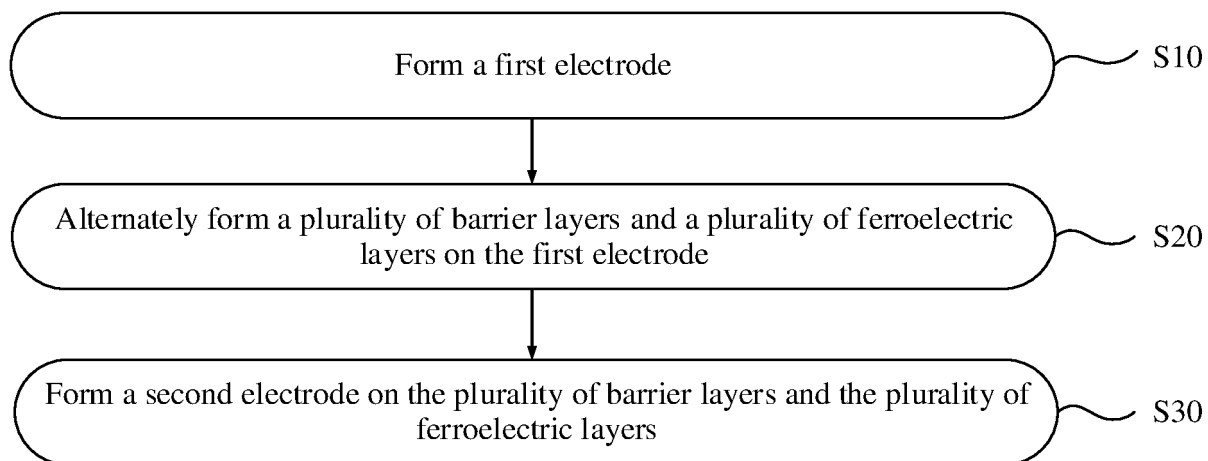 Form a first electrode
S10
Alternately form a plurality of barrier layers and a plurality of ferroelectric
layers on the first electrode
S20
Form a second electrode on the plurality of barrier layers and the plurality of
ferroelectric layers
S30